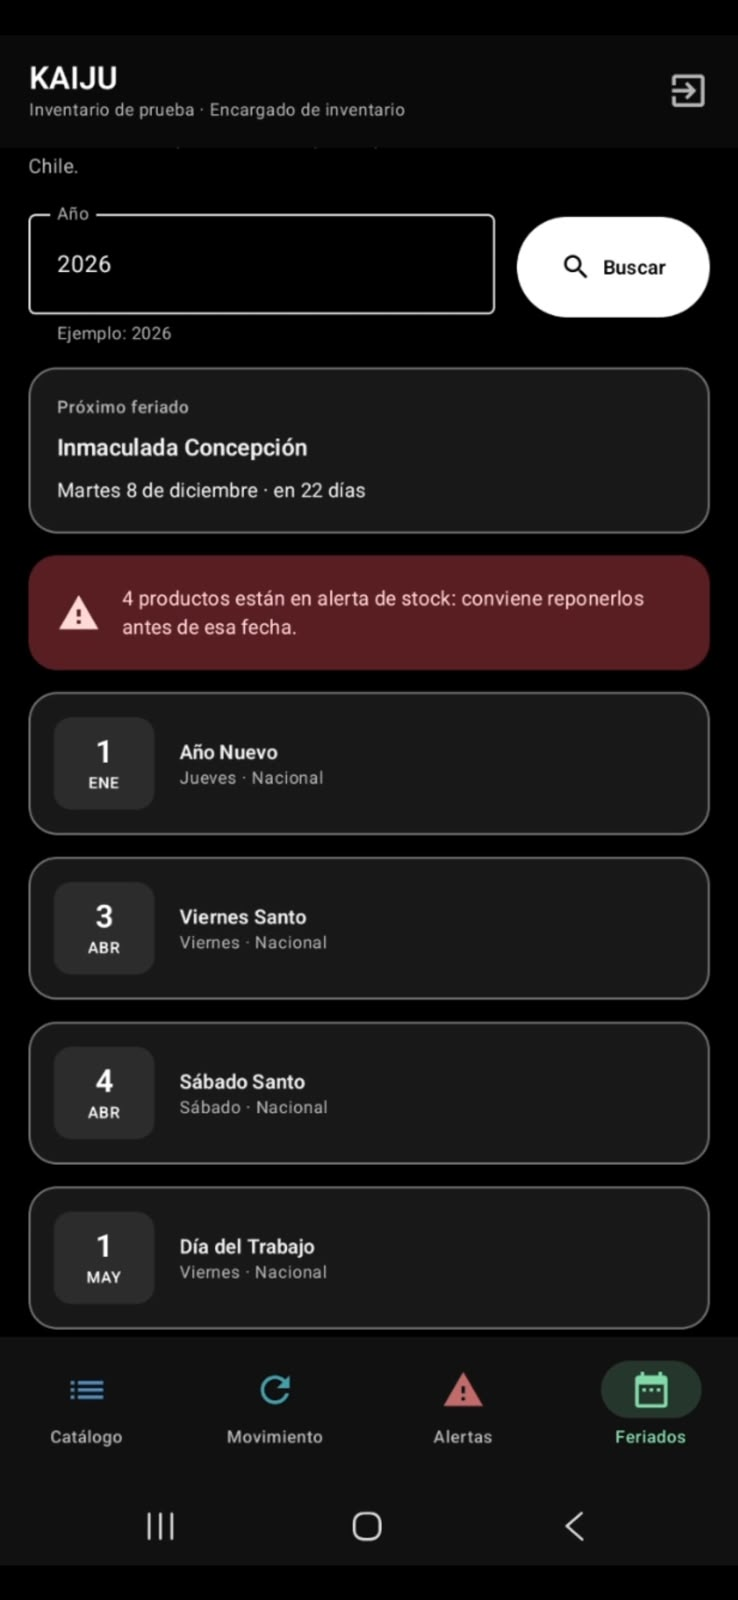 KAIJU
Inventario de prueba · Encargado de inventario
Chile.
Año
2026
Buscar
Ejemplo: 2026
Próximo feriado
Inmaculada Concepción
Martes 8 de diciembre · en 22 días
4 productos están en alerta de stock: conviene reponerlos
antes de esa fecha.
1
ENE
Año Nuevo
Jueves · Nacional
3
ABR
Viernes Santo
Viernes · Nacional
4
ABR
Sábado Santo
Sábado · Nacional
1
MAY
Día del Trabajo
Viernes · Nacional
Catálogo
Movimiento
Alertas
Feriados